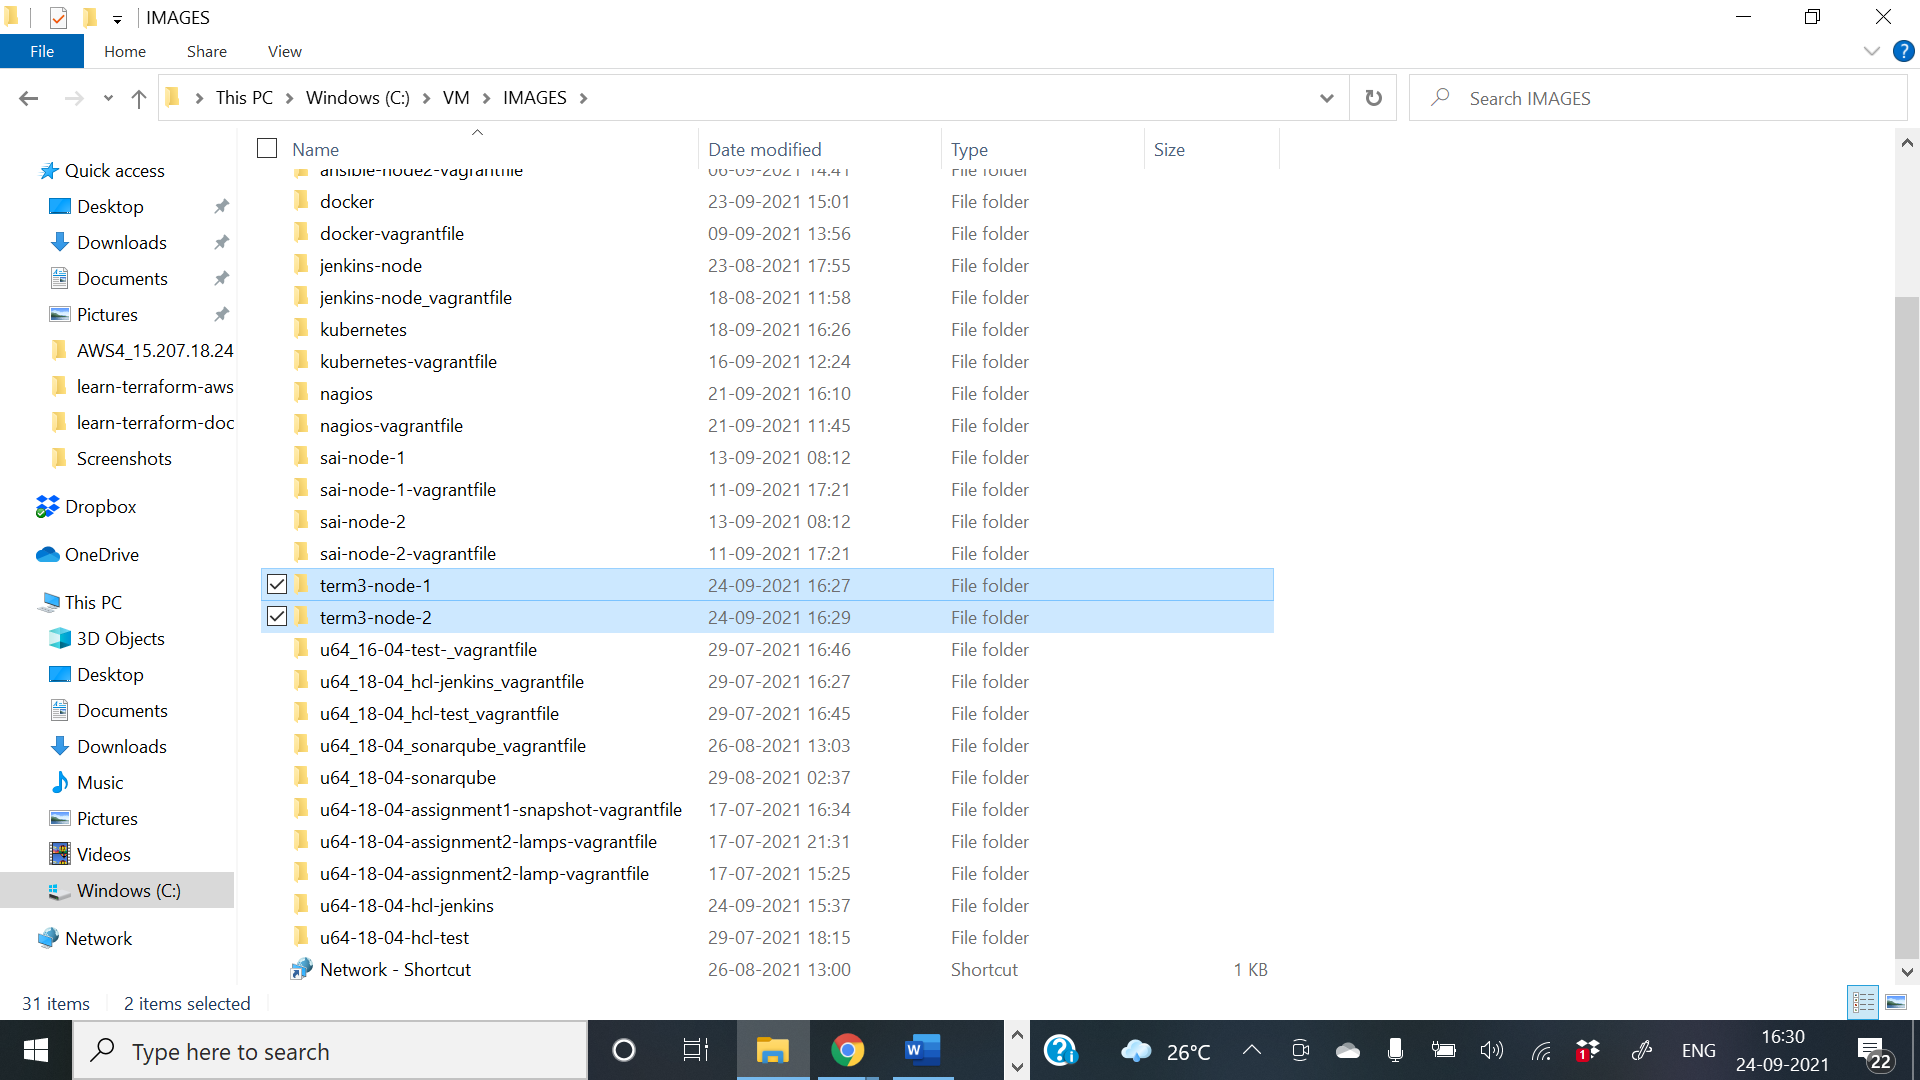 IMAGES
File Home Share View
This PC Windows (C:) VM IMAGES
Search IMAGES
Name Date modified Type Size
Quick access
Desktop
Downloads
Documents
Pictures
AWS4_15.207.18.24
learn-terraform-aws
learn-terraform-doc
Screenshots
Dropbox
OneDrive
This PC
3D Objects
Desktop
Documents
Downloads
Music
Pictures
Videos
Windows (C:)
Network
ansible-node2-vagrantfile 06-09-2021 14:41 File folder
docker 23-09-2021 15:01 File folder
docker-vagrantfile 09-09-2021 13:56 File folder
jenkins-node 23-08-2021 17:55 File folder
jenkins-node_vagrantfile 18-08-2021 11:58 File folder
kubernetes 18-09-2021 16:26 File folder
kubernetes-vagrantfile 16-09-2021 12:24 File folder
nagios 21-09-2021 16:10 File folder
nagios-vagrantfile 21-09-2021 11:45 File folder
sai-node-1 13-09-2021 08:12 File folder
sai-node-1-vagrantfile 11-09-2021 17:21 File folder
sai-node-2 13-09-2021 08:12 File folder
sai-node-2-vagrantfile 11-09-2021 17:21 File folder
term3-node-1 24-09-2021 16:27 File folder
term3-node-2 24-09-2021 16:29 File folder
u64_16-04-test-_vagrantfile 29-07-2021 16:46 File folder
u64_18-04_hcl-jenkins_vagrantfile 29-07-2021 16:27 File folder
u64_18-04_hcl-test_vagrantfile 29-07-2021 16:45 File folder
u64_18-04_sonarqube_vagrantfile 26-08-2021 13:03 File folder
u64_18-04-sonarqube 29-08-2021 02:37 File folder
u64-18-04-assignment1-snapshot-vagrantfile 17-07-2021 16:34 File folder
u64-18-04-assignment2-lamps-vagrantfile 17-07-2021 21:31 File folder
u64-18-04-assignment2-lamp-vagrantfile 17-07-2021 15:25 File folder
u64-18-04-hcl-jenkins 24-09-2021 15:37 File folder
u64-18-04-hcl-test 29-07-2021 18:15 File folder
Network - Shortcut 26-08-2021 13:00 Shortcut 1 KB
31 items 2 items selected
Type here to search
26°C
1
ENG
16:30
24-09-2021
22